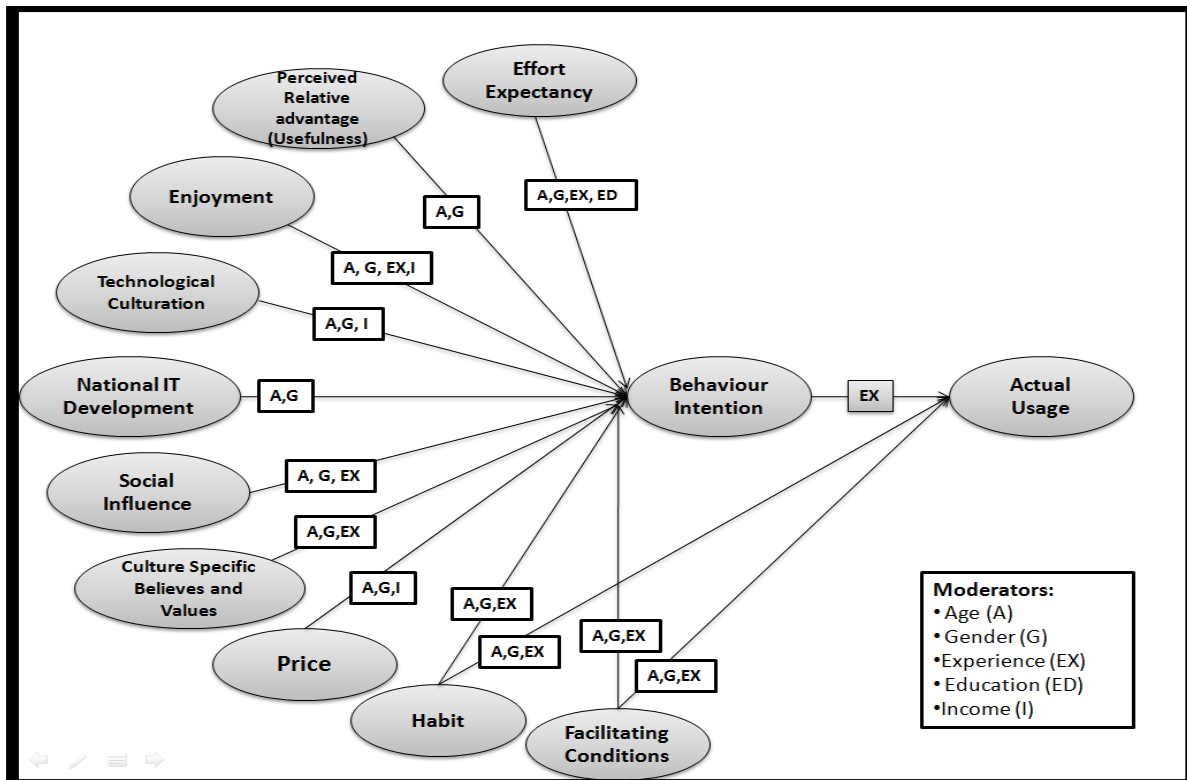 Effort
Expectancy
Perceived
Relative
advantage
(Usefulness)
A,G,EX, ED
Enjoyment
A,G
A, G, EX,I
Technological
Culturation
A,G, I
National IT
Development
A,G
Behaviour
Intention
EX
Actual
Usage
Social
Influence
A, G, EX
A,G,EX
Culture Specific
Believes and
Values
A,G,I
Price
A,G,EX
A,G,EX
Habit
A,G,EX
A,G,EX
Facilitating
Conditions
Moderators:
• Age (A)
• Gender (G)
•Experience (EX)
• Education (ED)
•Income (I)